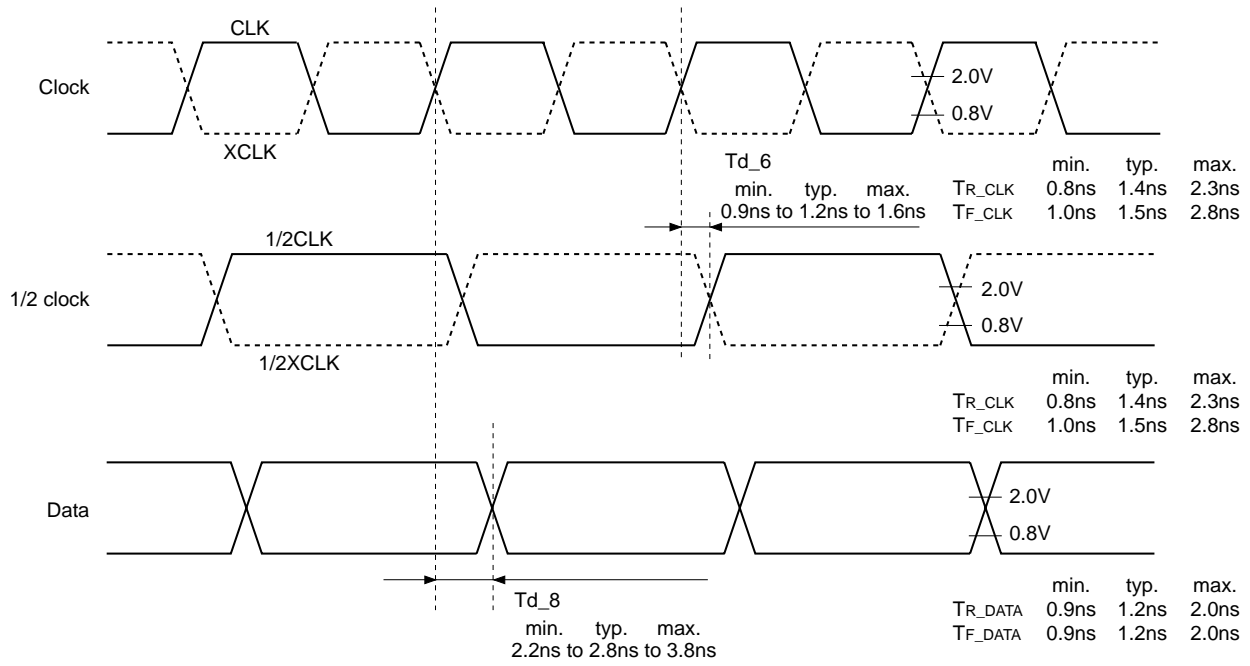 CLK
Clock
2.0V
0.8V
XCLK
Td_6
min. typ. max.
0.9ns to 1.2ns to 1.6ns
min. typ. max.
TR_CLK 0.8ns 1.4ns 2.3ns
TF_CLK 1.0ns 1.5ns 2.8ns
1/2CLK
1/2 clock
2.0V
0.8V
1/2XCLK
min. typ. max.
TR_CLK 0.8ns 1.4ns 2.3ns
TF_CLK 1.0ns 1.5ns 2.8ns
Data
2.0V
0.8V
Td_8
min. typ. max.
2.2ns to 2.8ns to 3.8ns
min. typ. max.
TR_DATA 0.9ns 1.2ns 2.0ns
TF_DATA 0.9ns 1.2ns 2.0ns